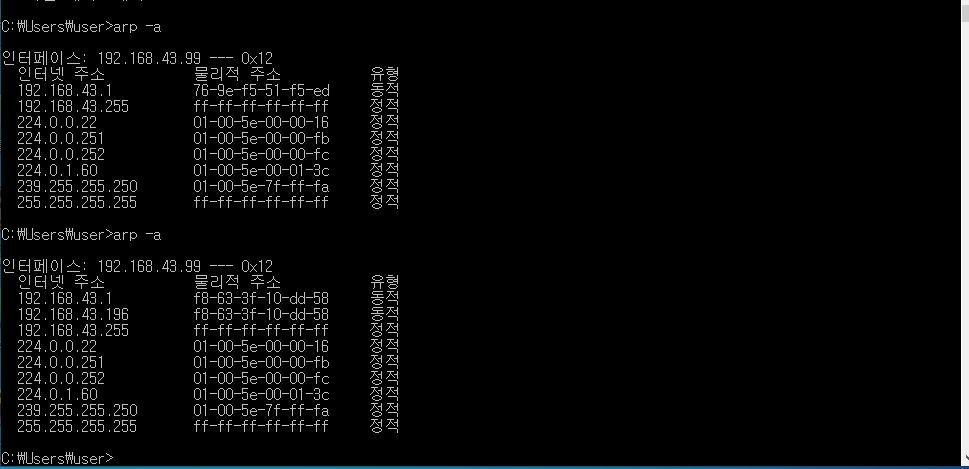 C:₩Users₩user>arp -a
인터페이스: 192.168.43.99 --- 0x12
인터넷 주소 물리적 주소 유형
192.168.43.1 76-9e-f5-51-f5-ed 동적
192.168.43.255 ff-ff-ff-ff-ff-ff 정적
224.0.0.22 01-00-5e-00-00-16 정적
224.0.0.251 01-00-5e-00-00-fb 정적
224.0.0.252 01-00-5e-00-00-fc 정적
224.0.1.60 01-00-5e-00-01-3c 정적
239.255.255.250 01-00-5e-7f-ff-fa 정적
255.255.255.255 ff-ff-ff-ff-ff-ff 정적
C:₩Users₩user>arp -a
인터페이스: 192.168.43.99 --- 0x12
인터넷 주소 물리적 주소 유형
192.168.43.1 f8-63-3f-10-dd-58 동적
192.168.43.196 f8-63-3f-10-dd-58 동적
192.168.43.255 ff-ff-ff-ff-ff-ff 정적
224.0.0.22 01-00-5e-00-00-16 정적
224.0.0.251 01-00-5e-00-00-fb 정적
224.0.0.252 01-00-5e-00-00-fc 정적
224.0.1.60 01-00-5e-00-01-3c 정적
239.255.255.250 01-00-5e-7f-ff-fa 정적
255.255.255.255 ff-ff-ff-ff-ff-ff 정적
C:₩Users₩user>